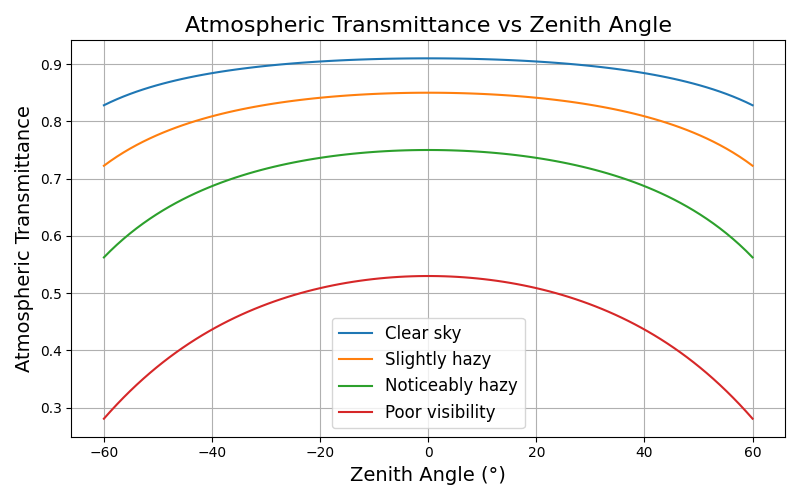 Atmospheric Transmittance vs Zenith Angle
Atmospheric Transmittance
0.9
0.8
0.7
0.6
0.5
0.4
0.3
Clear sky
Slightly hazy
Noticeably hazy
Poor visibility
−60 −40 −20 0 20 40 60
Zenith Angle (°)